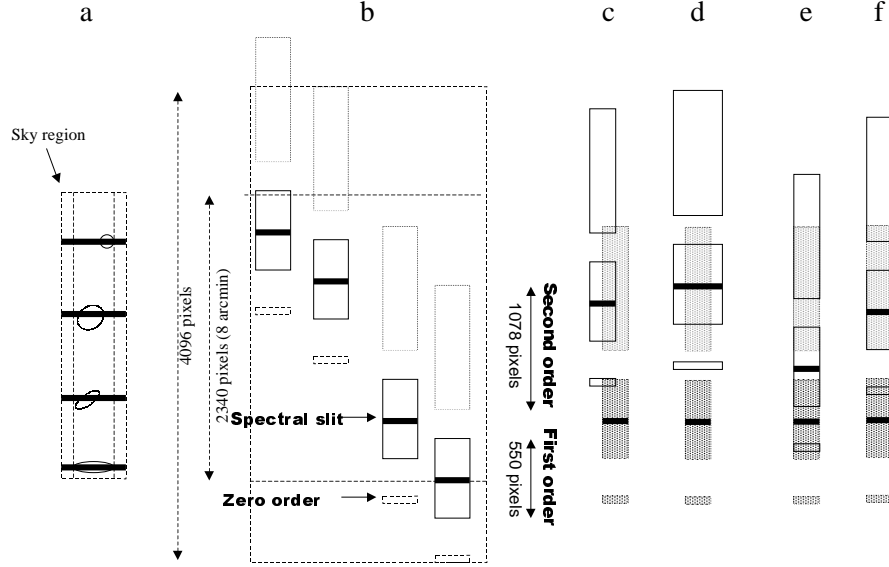 a
b
c
d
e
f
Sky region
4096 pixels
2340 pixels (8 arcmin)
Spectral slit
Zero order
Second order
1078 pixels
First order
550 pixels